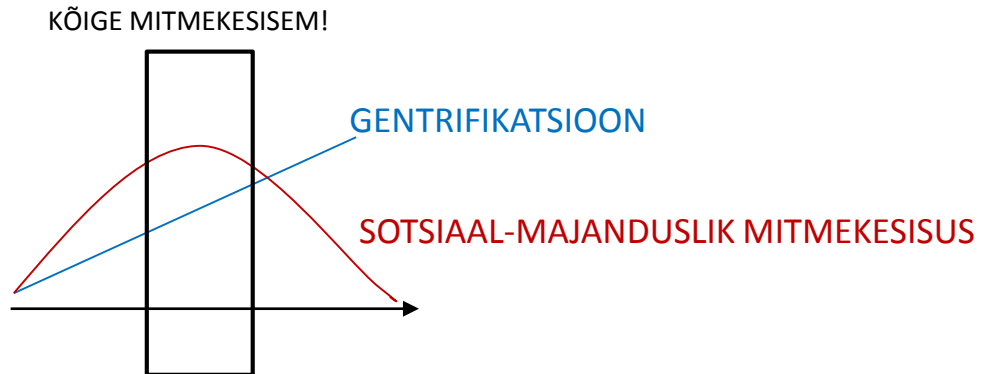 KÕIGE MITMEKESISEM!
GENTRIFIKATSIOON
SOTSIAAL-MAJANDUSLIK MITMEKESISUS